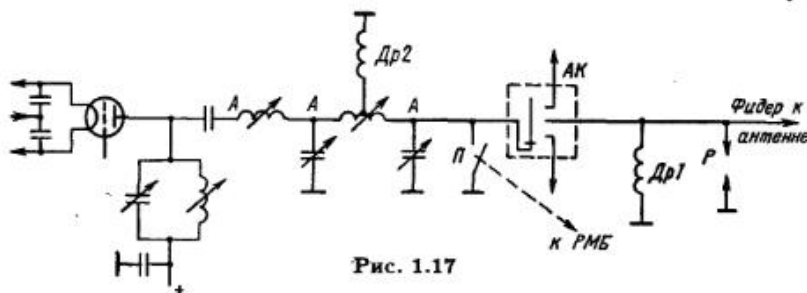 Др2
АК
А
А
А
Фидер к
антенне
П
Др1
Р
к РМБ
+
Рис. 1.17